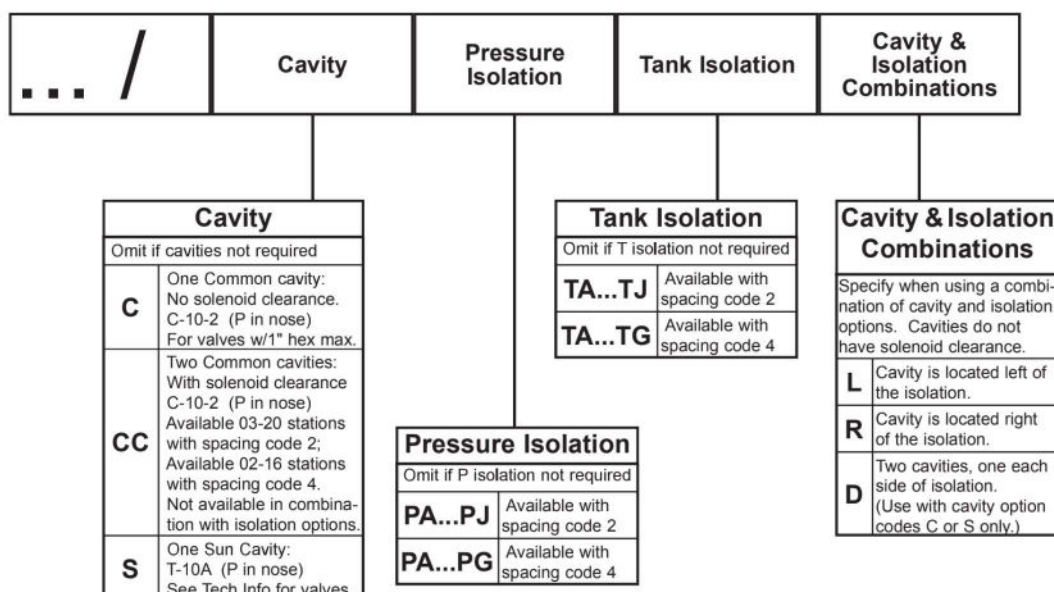 ... /
Cavity
Pressure
Isolation
Tank Isolation
Cavity &
Isolation
Combinations
Cavity
Omit if cavities not required
C
One Common cavity:
No solenoid clearance.
C-10-2 (P in nose)
For valves w/1" hex max.
CC
Two Common cavities:
With solenoid clearance
C-10-2 (P in nose)
Available 03-20 stations
with spacing code 2;
Available 02-16 stations
with spacing code 4.
Not available in combina-
tion with isolation options.
S
One Sun Cavity:
T-10A (P in nose)
See Tech Info for valves
Pressure Isolation
Omit if P isolation not required
PA...PJ
Available with
spacing code 2
PA...PG
Available with
spacing code 4
Tank Isolation
Omit if T isolation not required
TA...TJ
Available with
spacing code 2
TA...TG
Available with
spacing code 4
Cavity & Isolation
Combinations
Specify when using a combi-
nation of cavity and isolation
options. Cavities do not
have solenoid clearance.
L
Cavity is located left of
the isolation.
R
Cavity is located right
of the isolation.
D
Two cavities, one each
side of isolation.
(Use with cavity option
codes C or S only.)